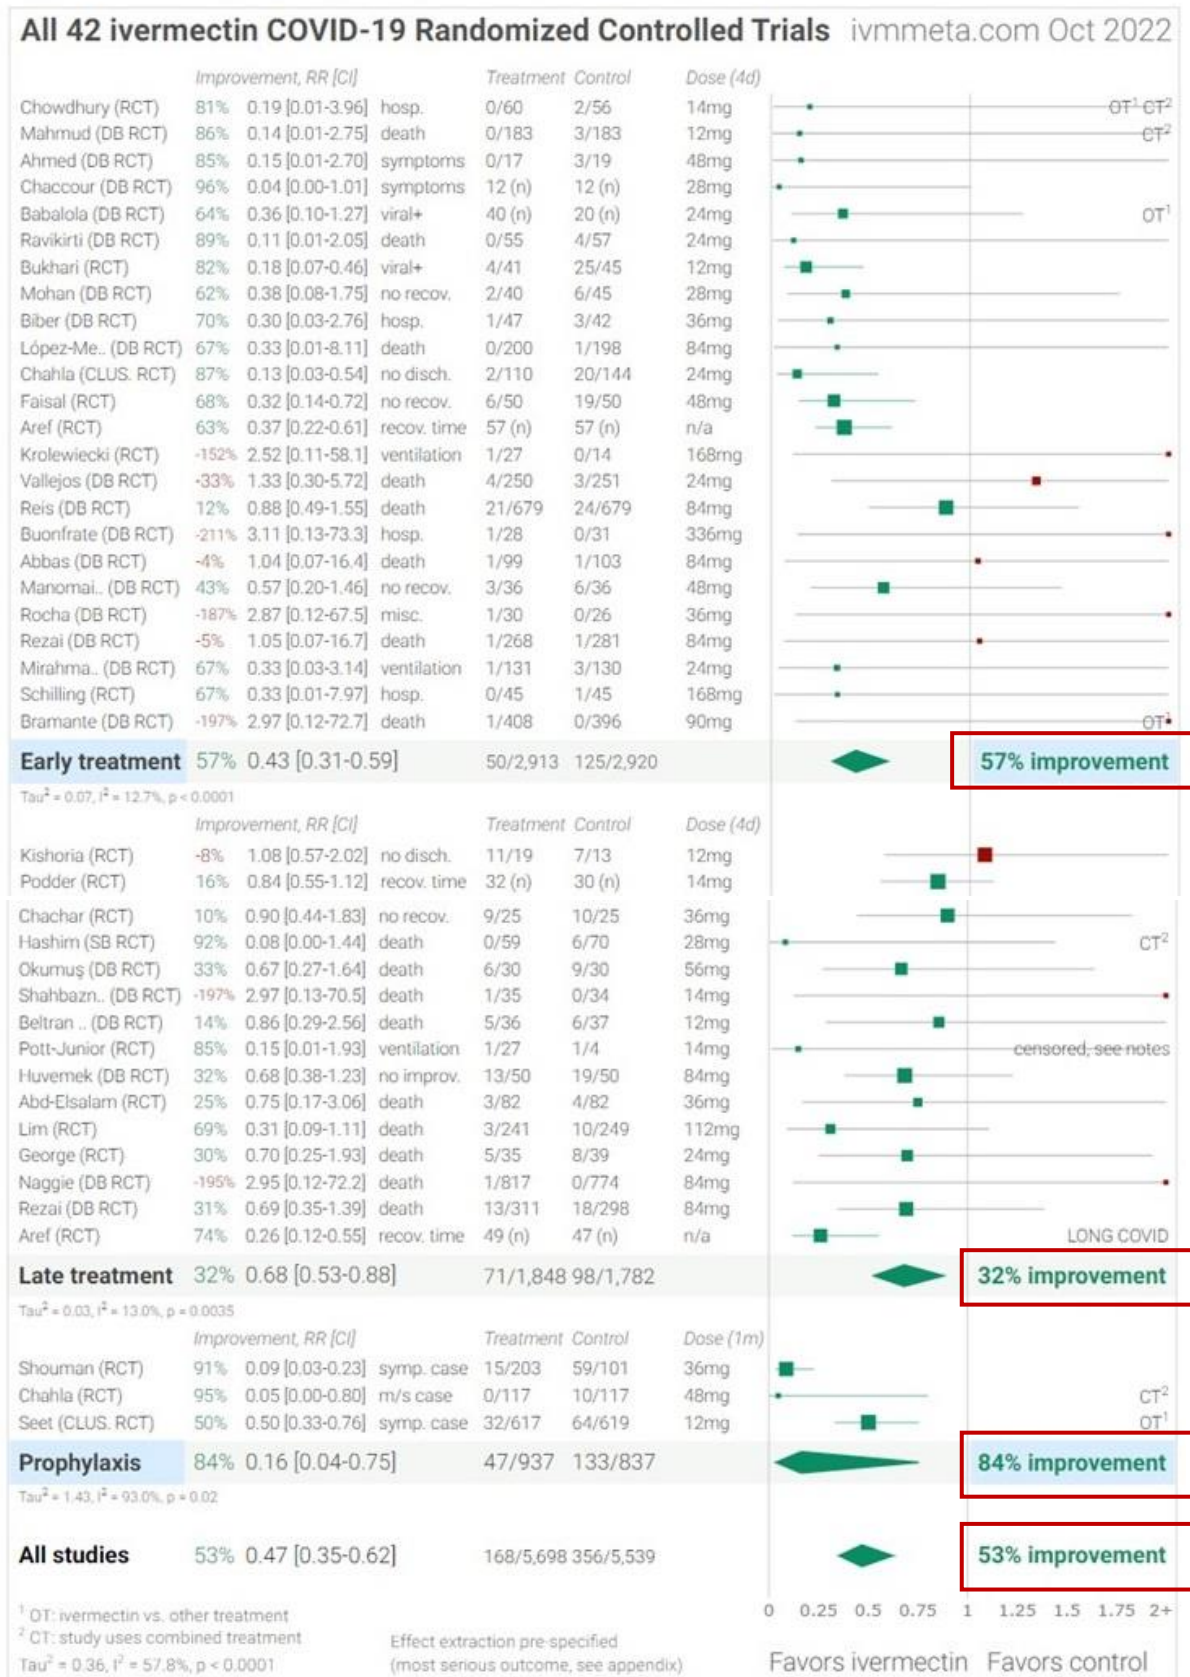 All 42 ivermectin COVID-19 Randomized Controlled Trials ivmmeta.com Oct 2022
Improvement, RR [CI] Treatment Control Dose (4d)
Chowdhury (RCT) 81% 0.19 [0.01-3.96] hosp. 0/60 2/56 14mg OT¹ CT²
Mahmud (DB RCT) 86% 0.14 [0.01-2.75] death 0/183 3/183 12mg CT²
Ahmed (DB RCT) 85% 0.15 [0.01-2.70] symptoms 0/17 3/19 48mg
Chaccour (DB RCT) 96% 0.04 [0.00-1.01] symptoms 12 (n) 12 (n) 28mg
Babalola (DB RCT) 64% 0.36 [0.10-1.27] viral+ 40 (n) 20 (n) 24mg OT¹
Ravikirti (DB RCT) 89% 0.11 [0.01-2.05] death 0/55 4/57 24mg
Bukhari (RCT) 82% 0.18 [0.07-0.46] viral+ 4/41 25/45 12mg
Mohan (DB RCT) 62% 0.38 [0.08-1.75] no recov. 2/40 6/45 28mg
Biber (DB RCT) 70% 0.30 [0.03-2.76] hosp. 1/47 3/42 36mg
López-Me.. (DB RCT) 67% 0.33 [0.01-8.11] death 0/200 1/198 84mg
Chahla (CLUS. RCT) 87% 0.13 [0.03-0.54] no disch. 2/110 20/144 24mg
Faisal (RCT) 68% 0.32 [0.14-0.72] no recov. 6/50 19/50 48mg
Aref (RCT) 63% 0.37 [0.22-0.61] recov. time 57 (n) 57 (n) n/a
Krolewiecki (RCT) -152% 2.52 [0.11-58.1] ventilation 1/27 0/14 168mg
Vallejos (DB RCT) -33% 1.33 [0.30-5.72] death 4/250 3/251 24mg
Reis (DB RCT) 12% 0.88 [0.49-1.55] death 21/679 24/679 84mg
Buonfrate (DB RCT) -211% 3.11 [0.13-73.3] hosp. 1/28 0/31 336mg
Abbas (DB RCT) -4% 1.04 [0.07-16.4] death 1/99 1/103 84mg
Manomai.. (DB RCT) 43% 0.57 [0.20-1.46] no recov. 3/36 6/36 48mg
Rocha (DB RCT) -187% 2.87 [0.12-67.5] misc. 1/30 0/26 36mg
Rezai (DB RCT) -5% 1.05 [0.07-16.7] death 1/268 1/281 84mg
Mirahma.. (DB RCT) 67% 0.33 [0.03-3.14] ventilation 1/131 3/130 24mg
Schilling (RCT) 67% 0.33 [0.01-7.97] hosp. 0/45 1/45 168mg
Bramante (DB RCT) -197% 2.97 [0.12-72.7] death 1/408 0/396 90mg OT¹
Early treatment 57% 0.43 [0.31-0.59] 50/2,913 125/2,920 57% improvement
Tau² = 0.07, I² = 12.7%, p < 0.0001
Improvement, RR [CI] Treatment Control Dose (4d)
Kishoria (RCT) -8% 1.08 [0.57-2.02] no disch. 11/19 7/13 12mg
Podder (RCT) 16% 0.84 [0.55-1.12] recov. time 32 (n) 30 (n) 14mg
Chachar (RCT) 10% 0.90 [0.44-1.83] no recov. 9/25 10/25 36mg
Hashim (SB RCT) 92% 0.08 [0.00-1.44] death 0/59 6/70 28mg CT²
Okumuş (DB RCT) 33% 0.67 [0.27-1.64] death 6/30 9/30 56mg
Shahbazn.. (DB RCT) -197% 2.97 [0.13-70.5] death 1/35 0/34 14mg
Beltran .. (DB RCT) 14% 0.86 [0.29-2.56] death 5/36 6/37 12mg
Pott-Junior (RCT) 85% 0.15 [0.01-1.93] ventilation 1/27 1/4 14mg censored, see notes
Huvemek (DB RCT) 32% 0.68 [0.38-1.23] no improv. 13/50 19/50 84mg
Abd-Elsalam (RCT) 25% 0.75 [0.17-3.06] death 3/82 4/82 36mg
Lim (RCT) 69% 0.31 [0.09-1.11] death 3/241 10/249 112mg
George (RCT) 30% 0.70 [0.25-1.93] death 5/35 8/39 24mg
Naggie (DB RCT) -195% 2.95 [0.12-72.2] death 1/817 0/774 84mg
Rezai (DB RCT) 31% 0.69 [0.35-1.39] death 13/311 18/298 84mg
Aref (RCT) 74% 0.26 [0.12-0.55] recov. time 49 (n) 47 (n) n/a LONG COVID
Late treatment 32% 0.68 [0.53-0.88] 71/1,848 98/1,782 32% improvement
Tau² = 0.03, I² = 13.0%, p = 0.0035
Improvement, RR [CI] Treatment Control Dose (1m)
Shouman (RCT) 91% 0.09 [0.03-0.23] symp. case 15/203 59/101 36mg
Chahla (RCT) 95% 0.05 [0.00-0.80] m/s case 0/117 10/117 48mg CT²
Seet (CLUS. RCT) 50% 0.50 [0.33-0.76] symp. case 32/617 64/619 12mg OT¹
Prophylaxis 84% 0.16 [0.04-0.75] 47/937 133/837 84% improvement
Tau² = 1.43, I² = 93.0%, p = 0.02
All studies 53% 0.47 [0.35-0.62] 168/5,698 356/5,539 53% improvement
0 0.25 0.5 0.75 1 1.25 1.5 1.75 2+
¹ OT: ivermectin vs. other treatment
² CT: study uses combined treatment
Tau² = 0.36, I² = 57.8%, p < 0.0001
Effect extraction pre-specified
(most serious outcome, see appendix)
Favors ivermectin Favors control